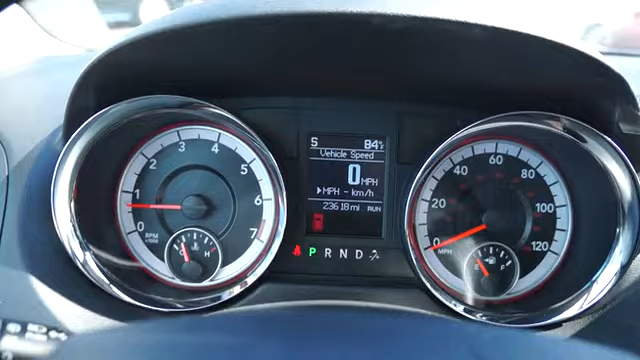 S 84°F
Vehicle Speed
0 MPH
▸MPH - km/h
23618 mi RUN
P R N D
0 1 2 3 4 5 6 7
RPM
x1000
C H
0 20 40 60 80 100 120
MPH
E F